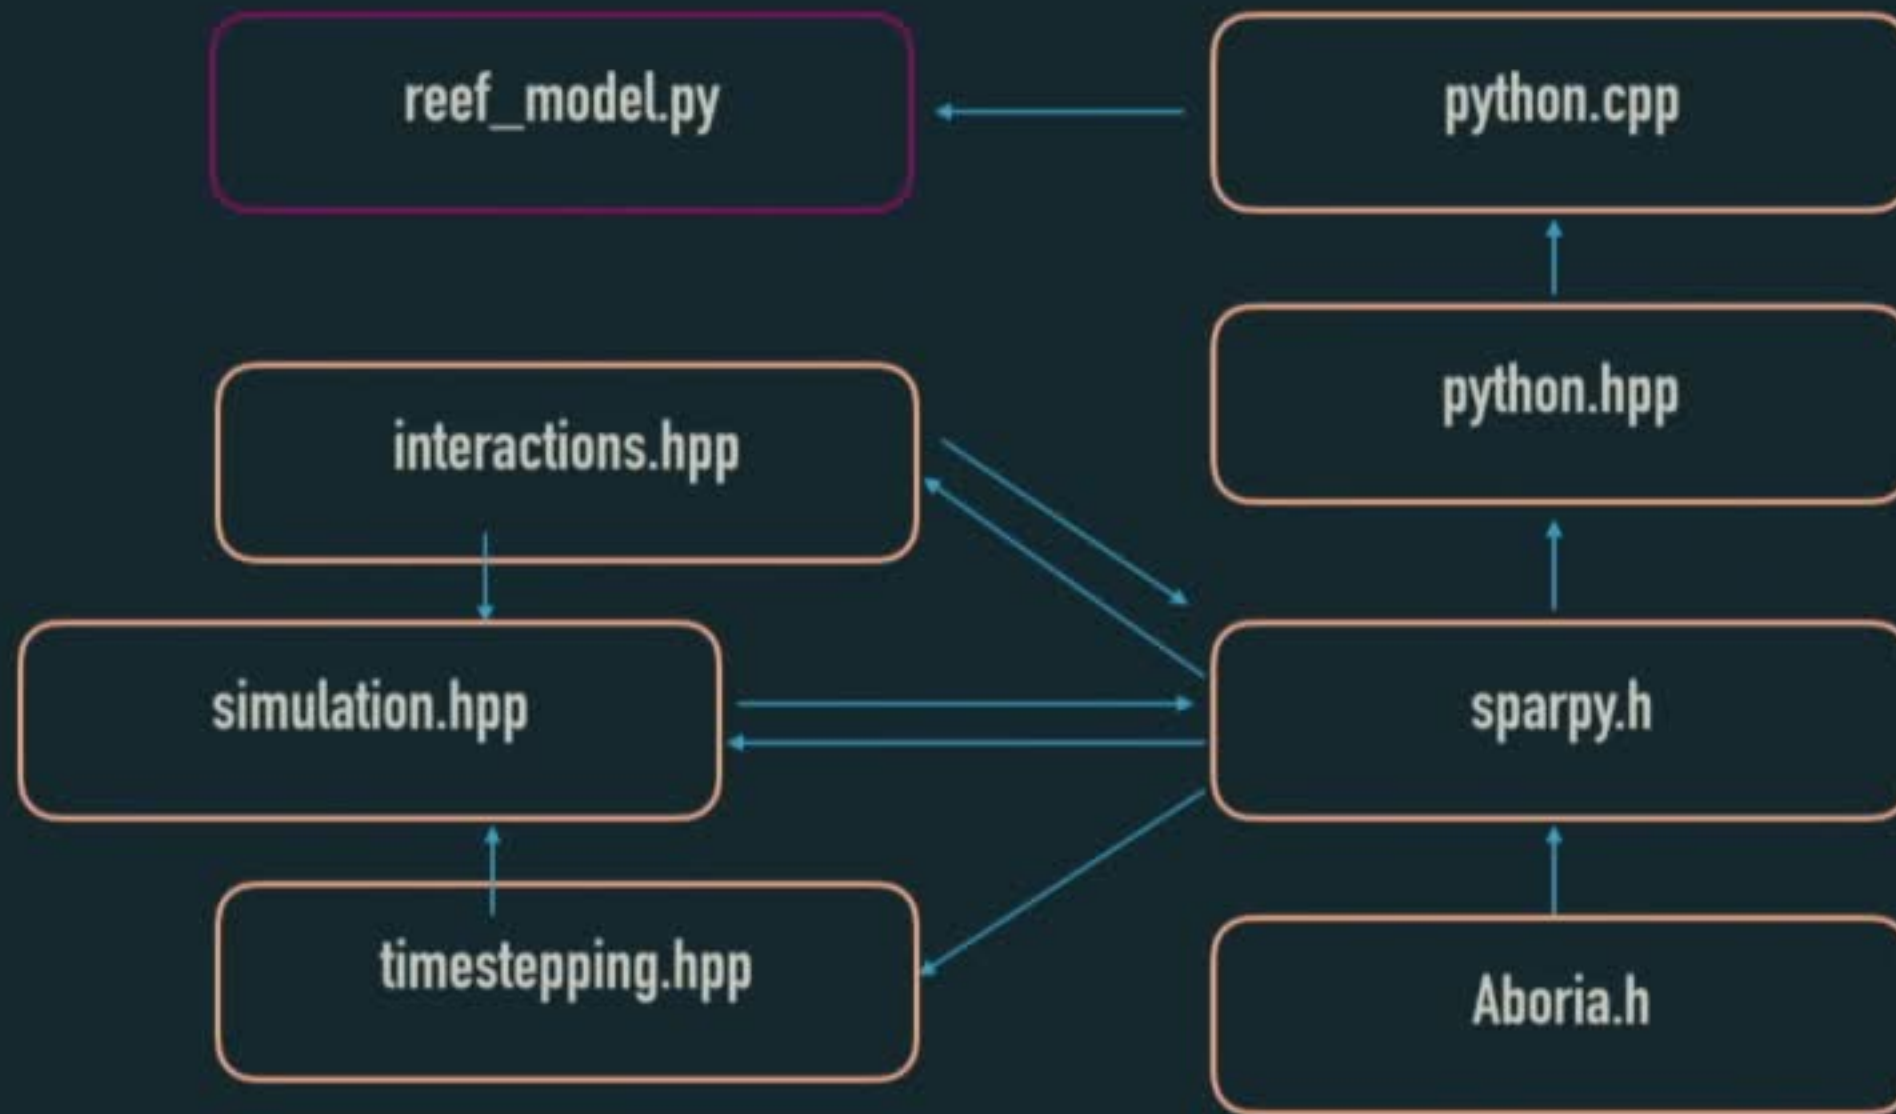 reef_model.py
python.cpp
python.hpp
interactions.hpp
simulation.hpp
sparpy.h
timestepping.hpp
Aboria.h